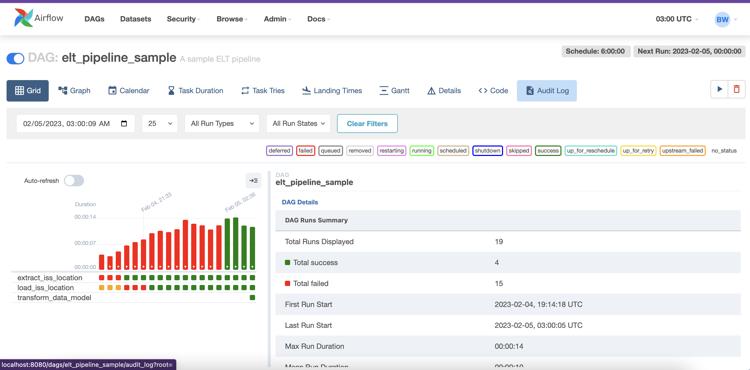 Airflow DAGs Datasets Security Browse Admin Docs 03:00 UTC BW
DAG: elt_pipeline_sample A sample ELT pipeline Schedule: 6:00:00 Next Run: 2023-02-05, 00:00:00
Grid Graph Calendar Task Duration Task Tries Landing Times Gantt Details <> Code Audit Log
02/05/2023, 03:00:09 AM 25 All Run Types All Run States Clear Filters
deferred failed queued removed restarting running scheduled shutdown skipped success up_for_reschedule up_for_retry upstream_failed no_status
Auto-refresh
Duration
00:00:14
00:00:07
00:00:00
Feb 04, 21:33
extract_iss_location
load_iss_location
transform_data_model
DAG
elt_pipeline_sample
DAG Details
DAG Runs Summary
Total Runs Displayed 19
Total success 4
Total failed 15
First Run Start 2023-02-04, 19:14:18 UTC
Last Run Start 2023-02-05, 03:00:05 UTC
Max Run Duration 00:00:14
Mean Run Duration 00:00:10
localhost:8080/dags/elt_pipeline_sample/audit_log?root=